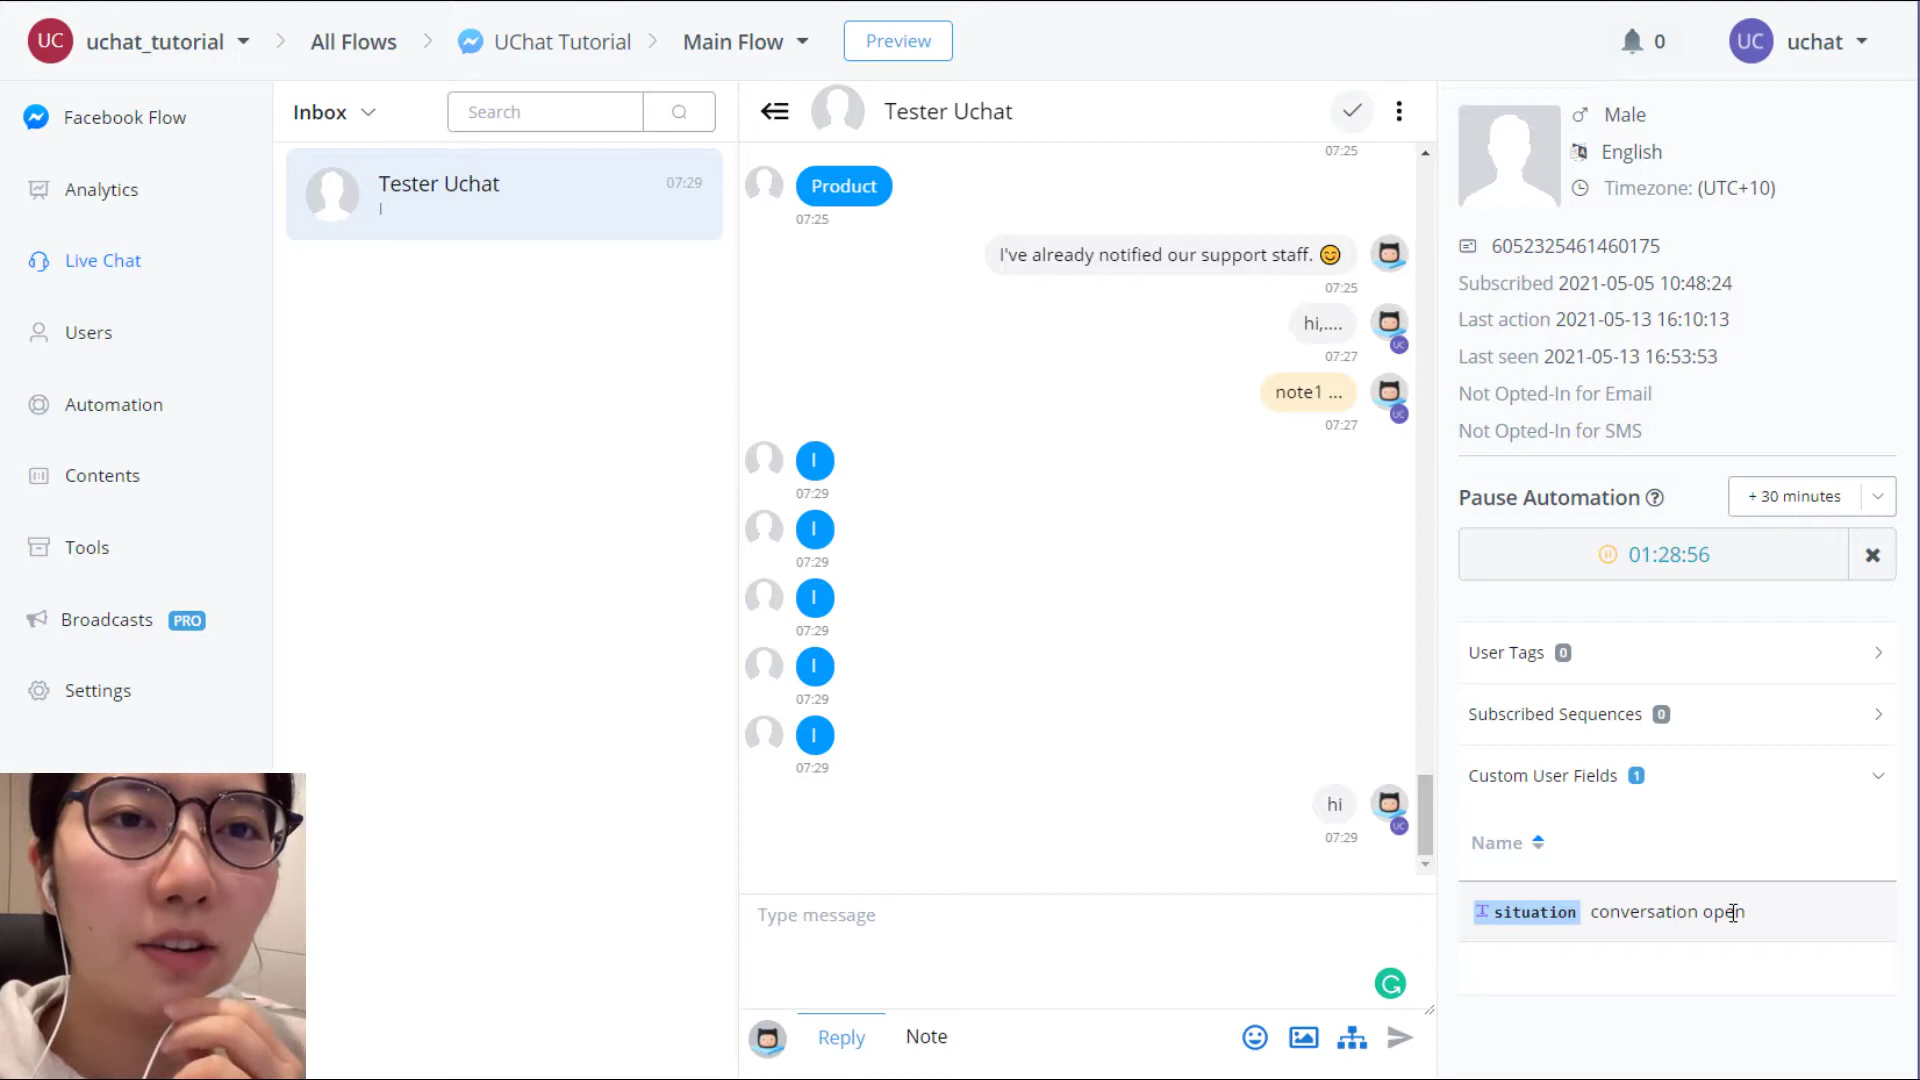 UC uchat_tutorial All Flows UChat Tutorial Main Flow Preview 0 UC uchat
Facebook Flow
Analytics
Live Chat
Users
Automation
Contents
Tools
Broadcasts PRO
Settings
Inbox Search
Tester Uchat 07:29
I
Tester Uchat
07:25
Product
07:25
I've already notified our support staff. 😊
07:25
hi,....
UC
07:27
note1 ...
UC
07:27
I
07:29
I
07:29
I
07:29
I
07:29
I
07:29
hi
UC
07:29
Type message
Reply Note
Male
English
Timezone: (UTC+10)
6052325461460175
Subscribed 2021-05-05 10:48:24
Last action 2021-05-13 16:10:13
Last seen 2021-05-13 16:53:53
Not Opted-In for Email
Not Opted-In for SMS
Pause Automation + 30 minutes
01:28:56
User Tags 0
Subscribed Sequences 0
Custom User Fields 1
Name
situation conversation open